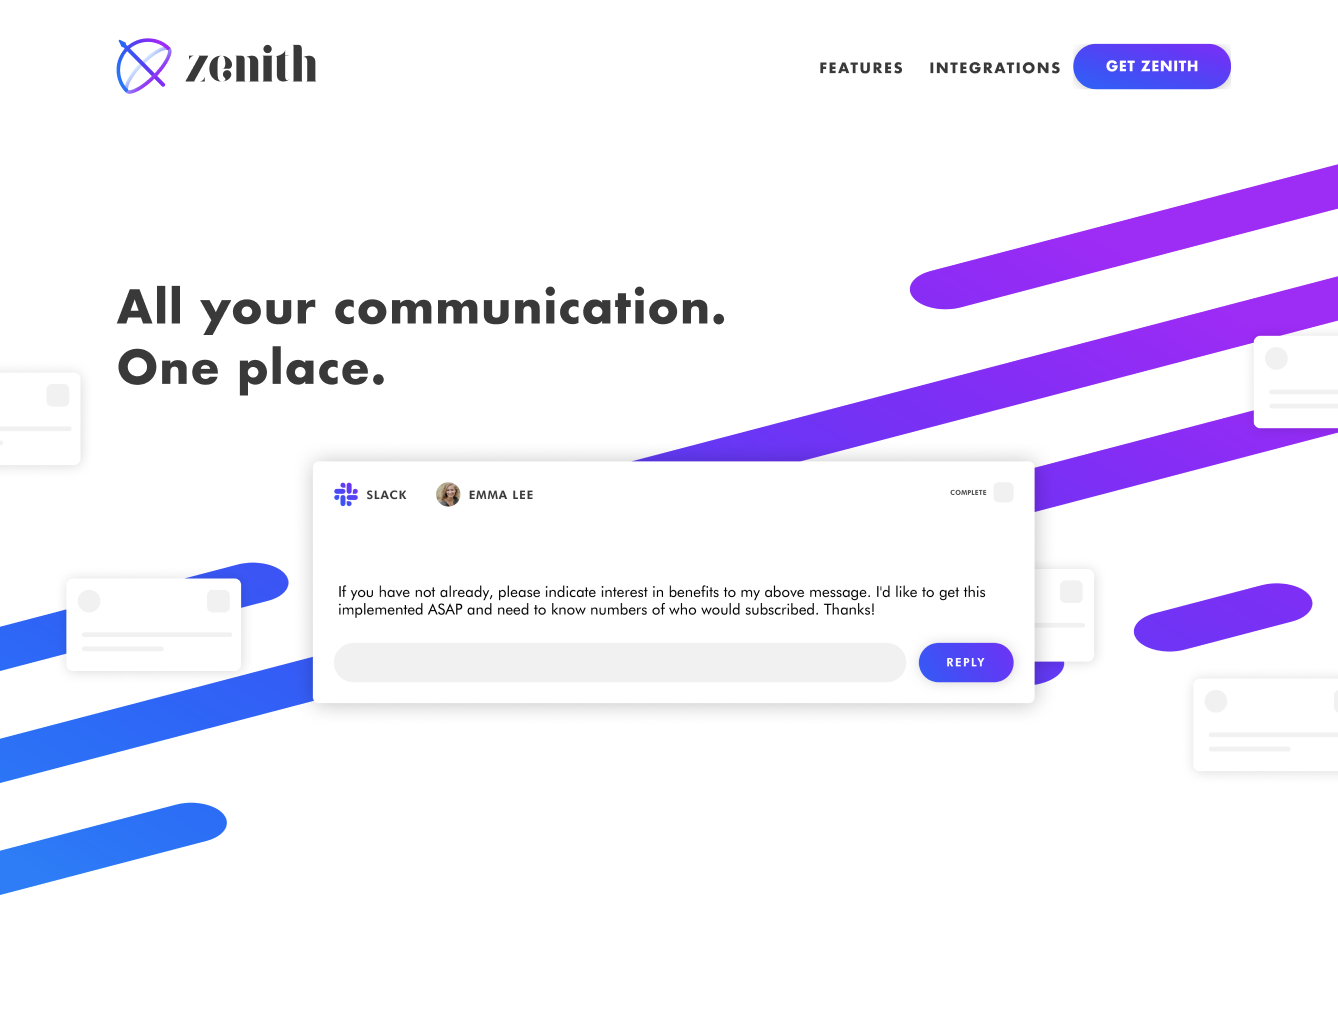 zenith
FEATURES INTEGRATIONS GET ZENITH
All your communication.
One place.
SLACK EMMA LEE COMPLETE
If you have not already, please indicate interest in benefits to my above message. I'd like to get this
implemented ASAP and need to know numbers of who would subscribed. Thanks!
REPLY